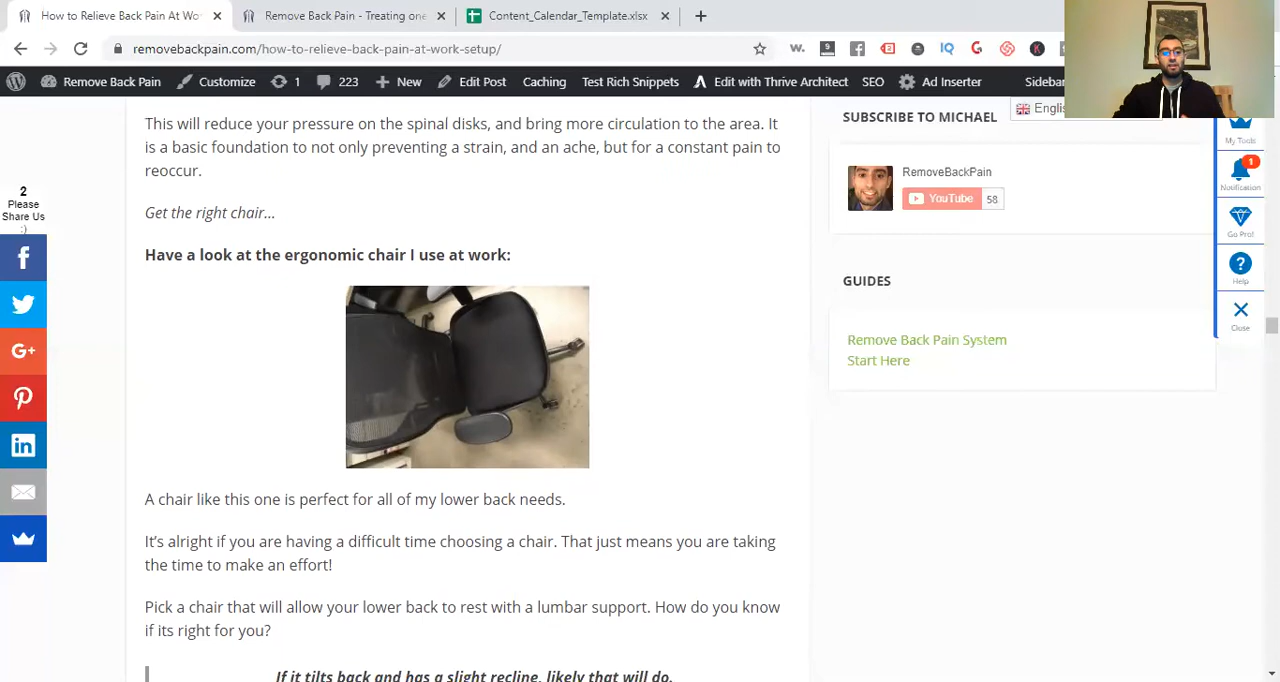 How to Relieve Back Pain At Wo
Remove Back Pain - Treating one
Content_Calendar_Template.xlsx
removebackpain.com/how-to-relieve-back-pain-at-work-setup/
Remove Back Pain
Customize
1
223
New
Edit Post
Caching
Test Rich Snippets
Edit with Thrive Architect
SEO
Ad Inserter
Sidebar
This will reduce your pressure on the spinal disks, and bring more circulation to the area. It
is a basic foundation to not only preventing a strain, and an ache, but for a constant pain to
reoccur.
Get the right chair...
Have a look at the ergonomic chair I use at work:
A chair like this one is perfect for all of my lower back needs.
It's alright if you are having a difficult time choosing a chair. That just means you are taking
the time to make an effort!
Pick a chair that will allow your lower back to rest with a lumbar support. How do you know
if its right for you?
If it tilts back and has a slight recline, likely that will do.
2
Please
Share Us
:)
SUBSCRIBE TO MICHAEL
Engli
RemoveBackPain
YouTube
58
GUIDES
Remove Back Pain System
Start Here
My Tools
1
Notification
Go Pro!
Help
Close